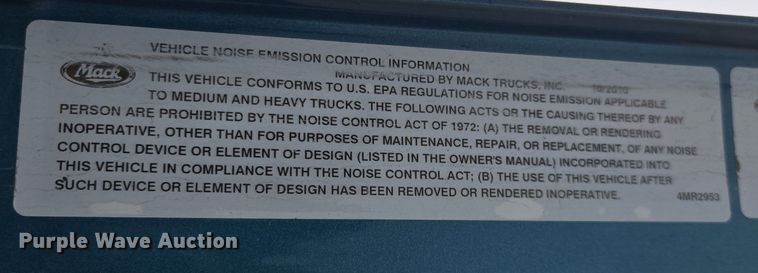 VEHICLE NOISE EMISSION CONTROL INFORMATION
Mack
MANUFACTURED BY MACK TRUCKS, INC. 10/2010
THIS VEHICLE CONFORMS TO U.S. EPA REGULATIONS FOR NOISE EMISSION APPLICABLE
TO MEDIUM AND HEAVY TRUCKS. THE FOLLOWING ACTS OR THE CAUSING THEREOF BY ANY
PERSON ARE PROHIBITED BY THE NOISE CONTROL ACT OF 1972: (A) THE REMOVAL OR RENDERING
INOPERATIVE, OTHER THAN FOR PURPOSES OF MAINTENANCE, REPAIR, OR REPLACEMENT, OF ANY NOISE
CONTROL DEVICE OR ELEMENT OF DESIGN (LISTED IN THE OWNER'S MANUAL) INCORPORATED INTO
THIS VEHICLE IN COMPLIANCE WITH THE NOISE CONTROL ACT; (B) THE USE OF THIS VEHICLE AFTER
SUCH DEVICE OR ELEMENT OF DESIGN HAS BEEN REMOVED OR RENDERED INOPERATIVE.
4MR2953
Purple Wave Auction